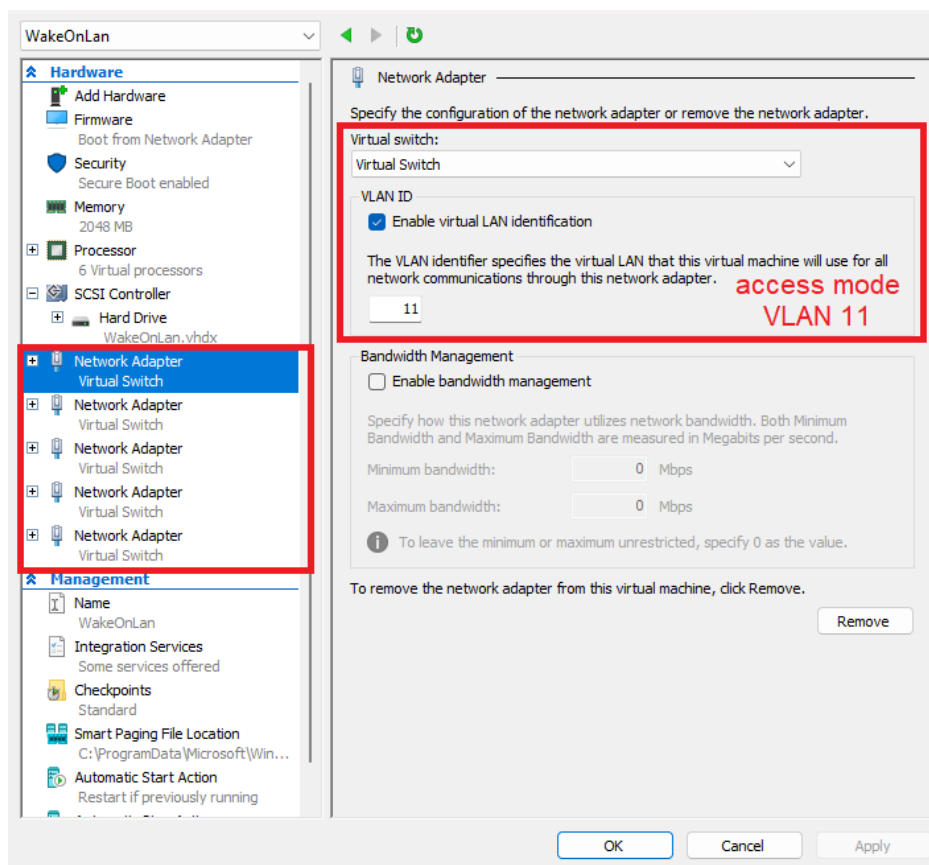 WakeOnLan
Hardware
Add Hardware
Firmware
Boot from Network Adapter
Security
Secure Boot enabled
Memory
2048 MB
Processor
6 Virtual processors
SCSI Controller
Hard Drive
WakeOnLan.vhdx
Network Adapter
Virtual Switch
Network Adapter
Virtual Switch
Network Adapter
Virtual Switch
Network Adapter
Virtual Switch
Network Adapter
Virtual Switch
Management
Name
WakeOnLan
Integration Services
Some services offered
Checkpoints
Standard
Smart Paging File Location
C:\ProgramData\Microsoft\Win...
Automatic Start Action
Restart if previously running
Network Adapter
Specify the configuration of the network adapter or remove the network adapter.
Virtual switch:
Virtual Switch
VLAN ID
Enable virtual LAN identification
The VLAN identifier specifies the virtual LAN that this virtual machine will use for all
network communications through this network adapter.
access mode
VLAN 11
11
Bandwidth Management
Enable bandwidth management
Specify how this network adapter utilizes network bandwidth. Both Minimum
Bandwidth and Maximum Bandwidth are measured in Megabits per second.
Minimum bandwidth: 0 Mbps
Maximum bandwidth: 0 Mbps
To leave the minimum or maximum unrestricted, specify 0 as the value.
To remove the network adapter from this virtual machine, click Remove.
Remove
OK Cancel Apply